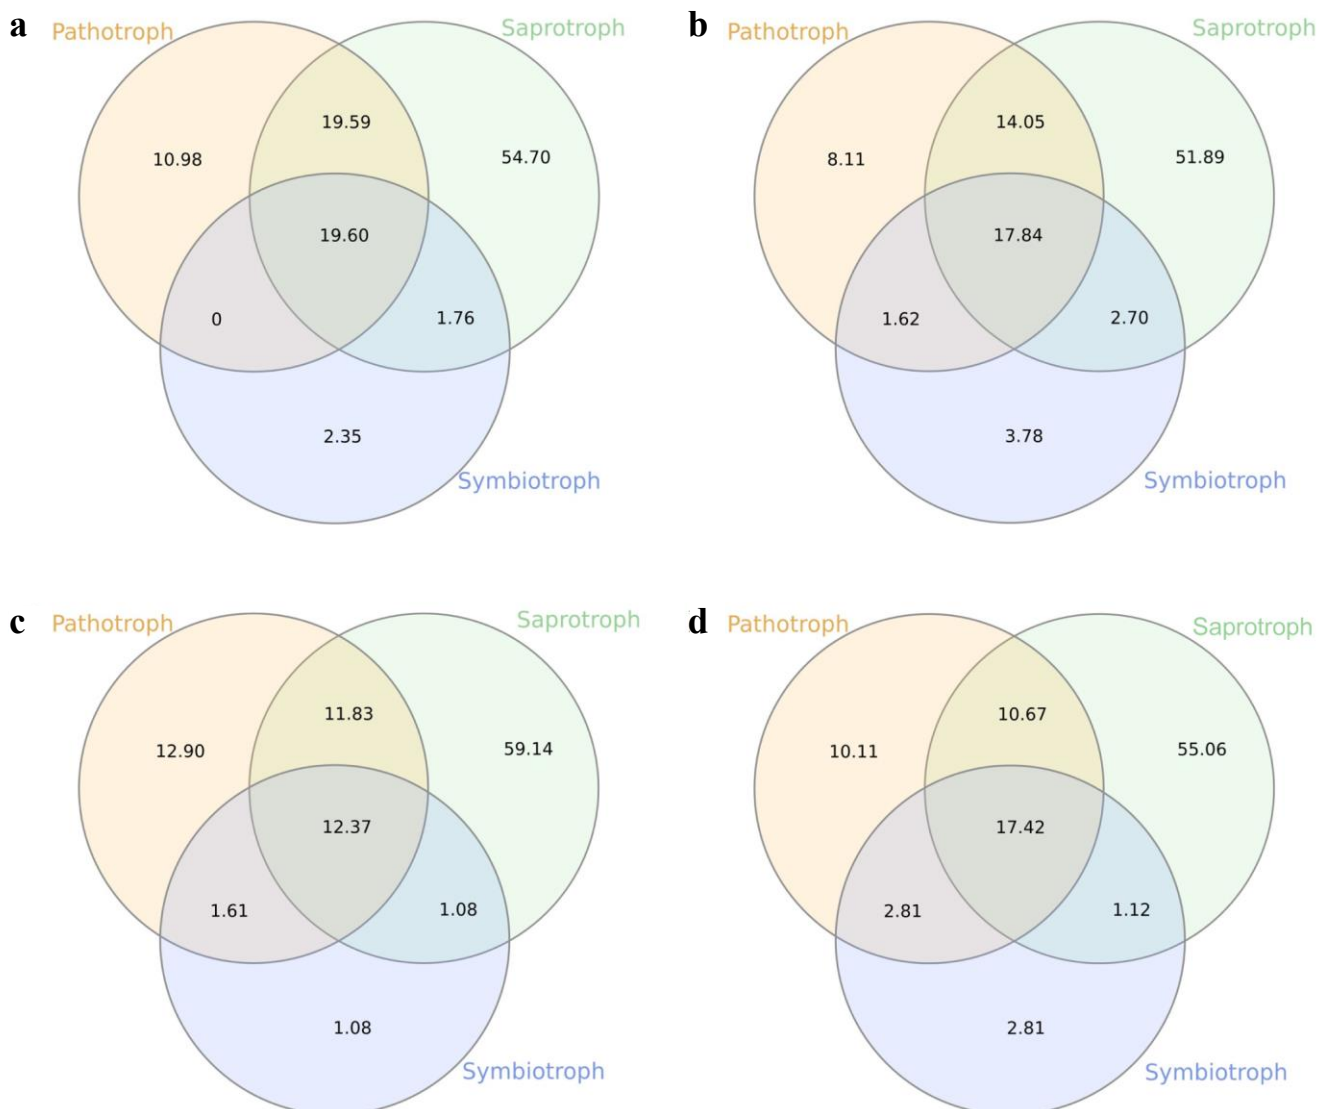 a
Pathotroph
Saprotroph
19.59
10.98
54.70
19.60
0
1.76
2.35
Symbiotroph
b
Pathotroph
Saprotroph
14.05
8.11
51.89
17.84
1.62
2.70
3.78
Symbiotroph
c
Pathotroph
Saprotroph
11.83
12.90
59.14
12.37
1.61
1.08
1.08
Symbiotroph
d
Pathotroph
Saprotroph
10.67
10.11
55.06
17.42
2.81
1.12
2.81
Symbiotroph